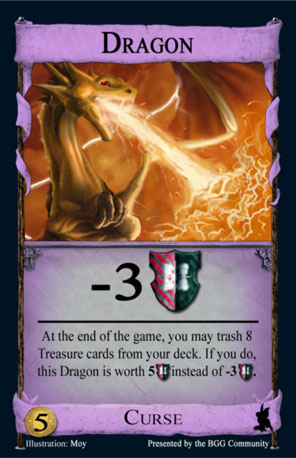 DRAGON
-3
At the end of the game, you may trash 8
Treasure cards from your deck. If you do,
this Dragon is worth 5 instead of -3.
5 CURSE
Illustration: Moy Presented by the BGG Community